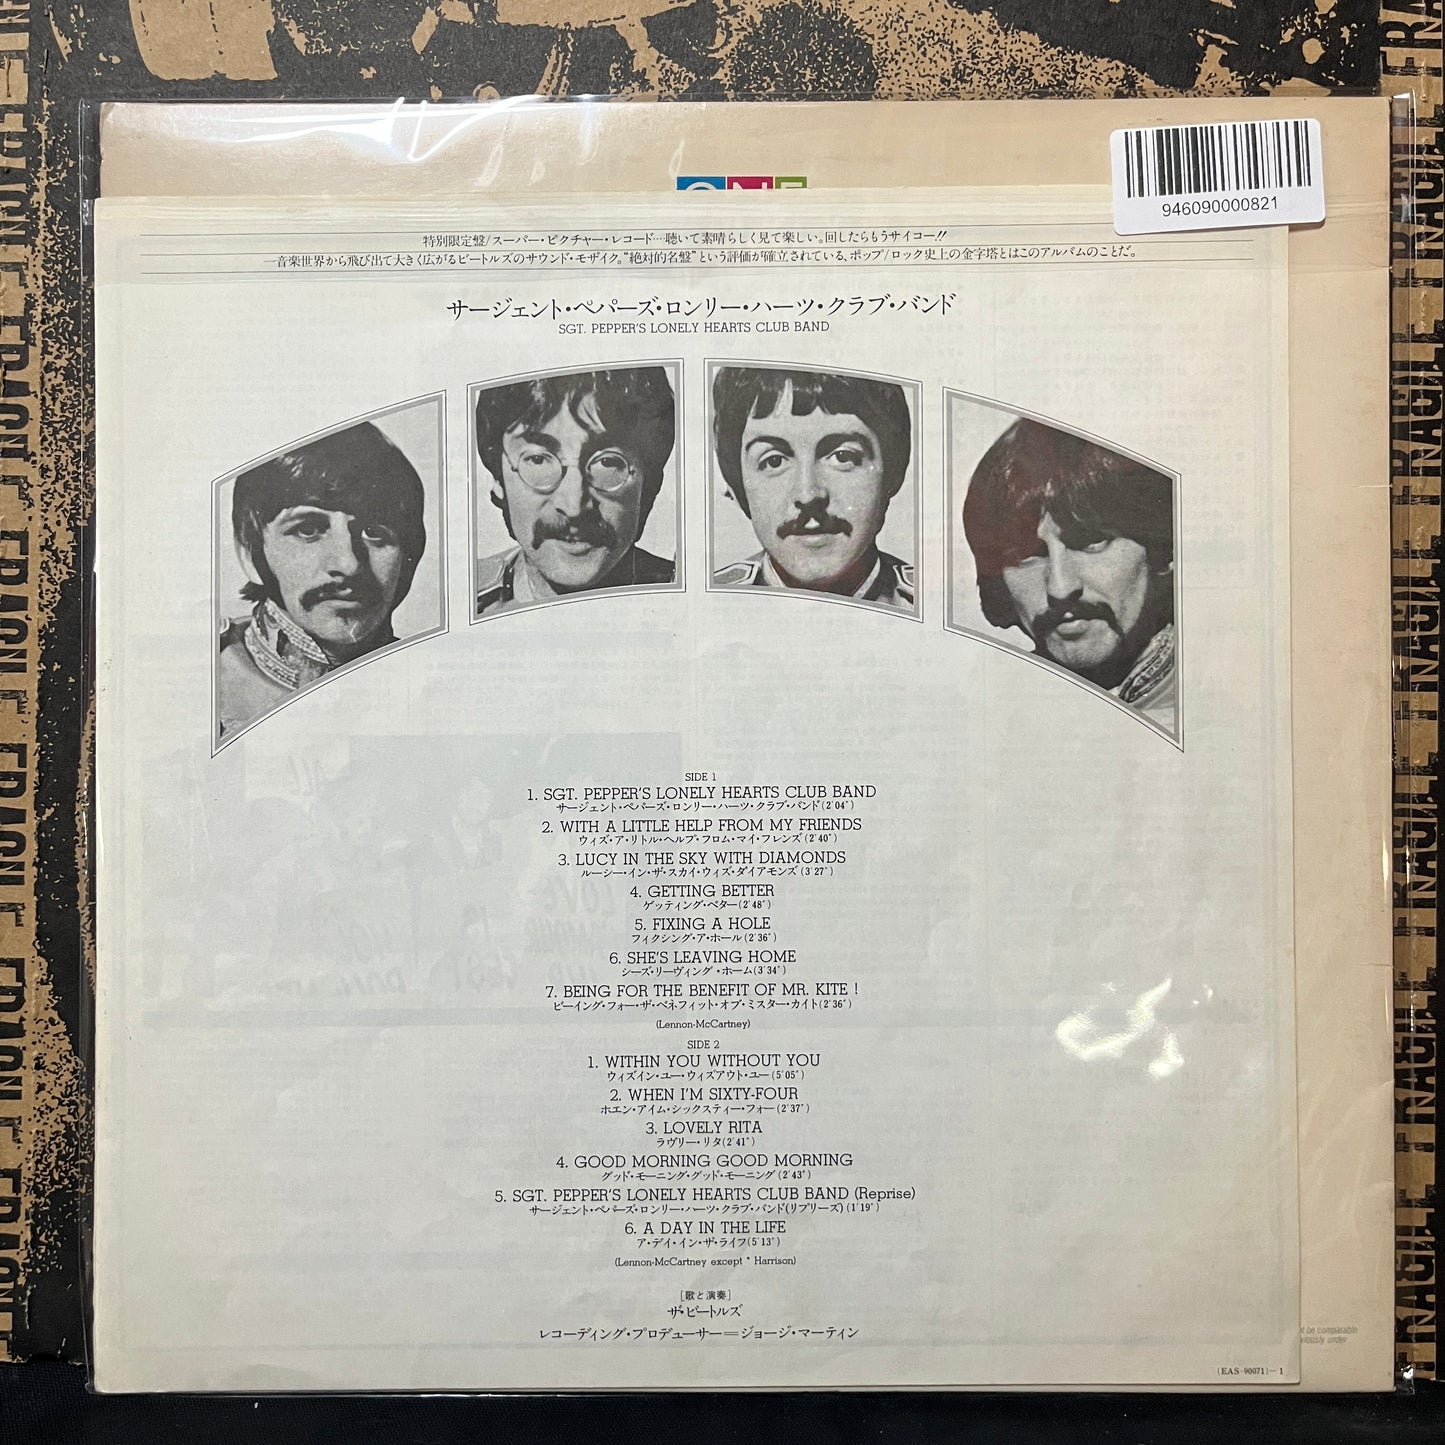 ONE
946090000821
特別限定盤/スーパー・ピクチャー・レコード…聴いて素晴らしく見て楽しい。回したらもうサイコー!!
一音楽世界から飛び出て大きく広がるビートルズのサウンド・モザイク。“絶対的名盤”という評価が確立されている、ポップ/ロック史上の金字塔とはこのアルバムのことだ。
サージェント・ペパーズ・ロンリー・ハーツ・クラブ・バンド
SGT. PEPPER'S LONELY HEARTS CLUB BAND
SIDE 1
1. SGT. PEPPER'S LONELY HEARTS CLUB BAND
サージェント・ペパーズ・ロンリー・ハーツ・クラブ・バンド(2′04″)
2. WITH A LITTLE HELP FROM MY FRIENDS
ウィズ・ア・リトル・ヘルプ・フロム・マイ・フレンズ(2′40″)
3. LUCY IN THE SKY WITH DIAMONDS
ルーシー・イン・ザ・スカイ・ウィズ・ダイアモンズ(3′27″)
4. GETTING BETTER
ゲッティング・ベター(2′48″)
5. FIXING A HOLE
フィクシング・ア・ホール(2′36″)
6. SHE'S LEAVING HOME
シーズ・リーヴィング・ホーム(3′34″)
7. BEING FOR THE BENEFIT OF MR. KITE !
ビーイング・フォー・ザ・ベネフィット・オブ・ミスター・カイト(2′36″)
(Lennon-McCartney)
SIDE 2
1. WITHIN YOU WITHOUT YOU
ウィズイン・ユー・ウィズアウト・ユー(5′05″)
2. WHEN I'M SIXTY-FOUR
ホエン・アイム・シックスティー・フォー(2′37″)
3. LOVELY RITA
ラヴリー・リタ(2′41″)
4. GOOD MORNING GOOD MORNING
グッド・モーニング・グッド・モーニング(2′43″)
5. SGT. PEPPER'S LONELY HEARTS CLUB BAND (Reprise)
サージェント・ペパーズ・ロンリー・ハーツ・クラブ・バンド(リプリーズ)(1′19″)
6. A DAY IN THE LIFE
ア・デイ・イン・ザ・ライフ(5′13″)
(Lennon-McCartney except * Harrison)
[歌と演奏]
ザ・ビートルズ
レコーディング・プロデューサー＝ジョージ・マーティン
(EAS-90071)－1
be comparable
under
FRAGILE FRAGILE FRAGILE FRAGILE FRAGILE